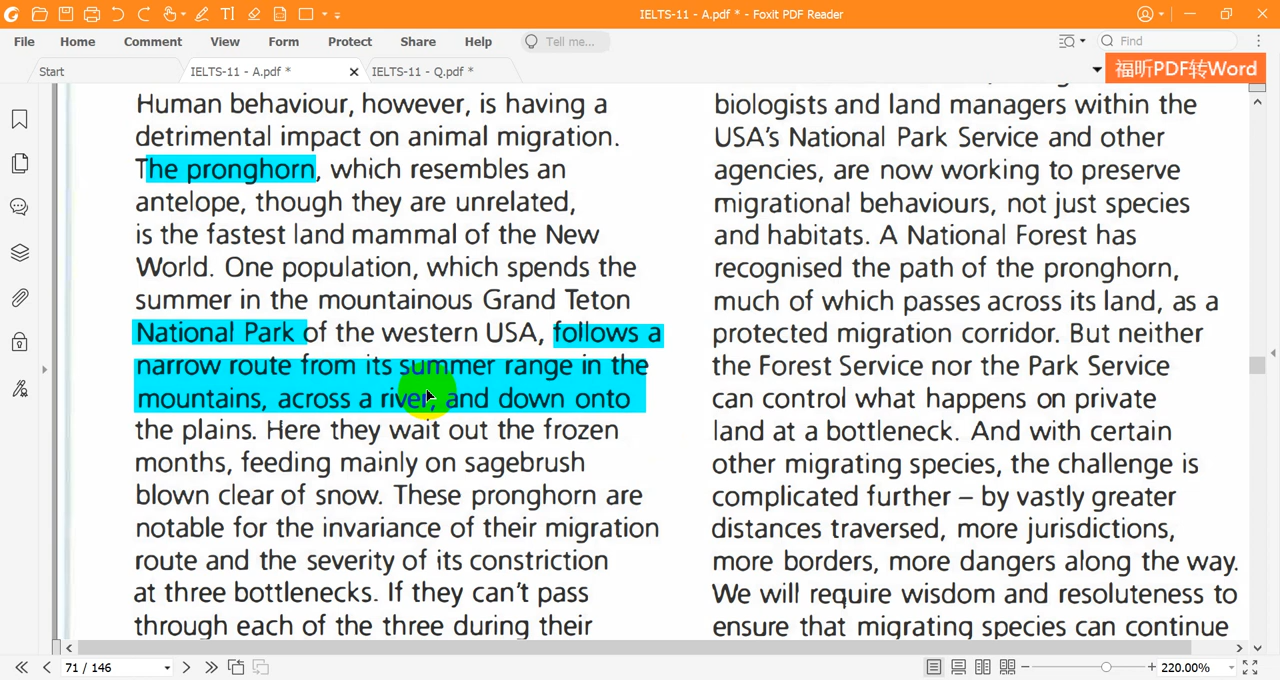 IELTS-11 - A.pdf * - Foxit PDF Reader
File Home Comment View Form Protect Share Help Tell me... Find
Start IELTS-11 - A.pdf * IELTS-11 - Q.pdf * 福昕PDF转Word
Human behaviour, however, is having a
detrimental impact on animal migration.
The pronghorn, which resembles an
antelope, though they are unrelated,
is the fastest land mammal of the New
World. One population, which spends the
summer in the mountainous Grand Teton
National Park of the western USA, follows a
narrow route from its summer range in the
mountains, across a river, and down onto
the plains. Here they wait out the frozen
months, feeding mainly on sagebrush
blown clear of snow. These pronghorn are
notable for the invariance of their migration
route and the severity of its constriction
at three bottlenecks. If they can't pass
through each of the three during their
biologists and land managers within the
USA's National Park Service and other
agencies, are now working to preserve
migrational behaviours, not just species
and habitats. A National Forest has
recognised the path of the pronghorn,
much of which passes across its land, as a
protected migration corridor. But neither
the Forest Service nor the Park Service
can control what happens on private
land at a bottleneck. And with certain
other migrating species, the challenge is
complicated further – by vastly greater
distances traversed, more jurisdictions,
more borders, more dangers along the way.
We will require wisdom and resoluteness to
ensure that migrating species can continue
71 / 146 220.00%